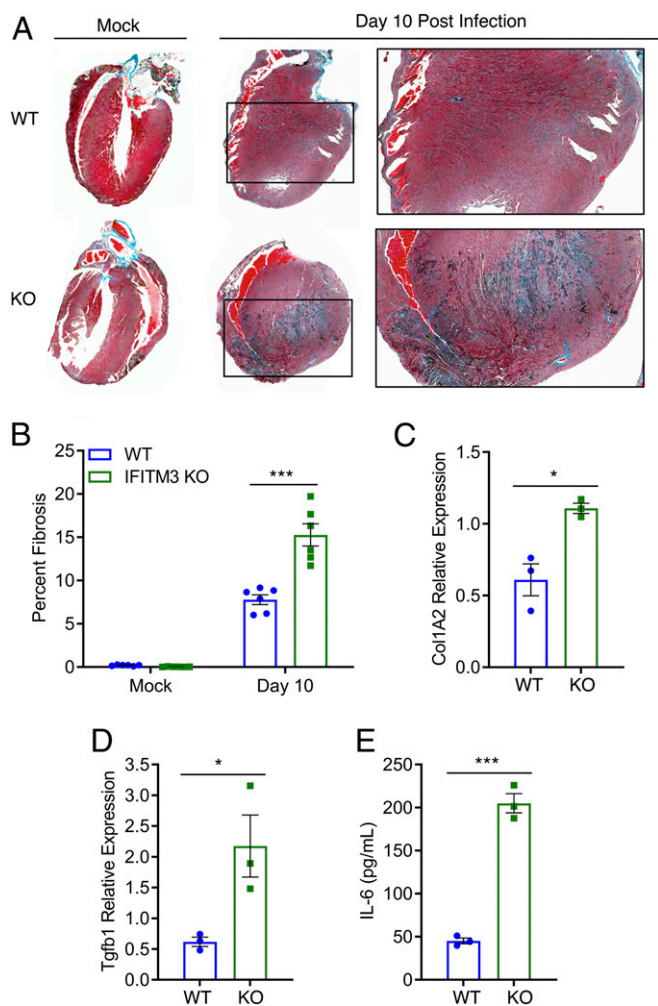 A
Mock
Day 10 Post Infection
WT
KO
B
WT
IFITM3 KO
***
Percent Fibrosis
25
20
15
10
5
0
Mock
Day 10
C
*
Col1A2 Relative Expression
1.5
1.0
0.5
0.0
WT
KO
D
*
Tgfb1 Relative Expression
3.5
3.0
2.5
2.0
1.5
1.0
0.5
0.0
WT
KO
E
***
IL-6 (pg/mL)
250
200
150
100
50
0
WT
KO